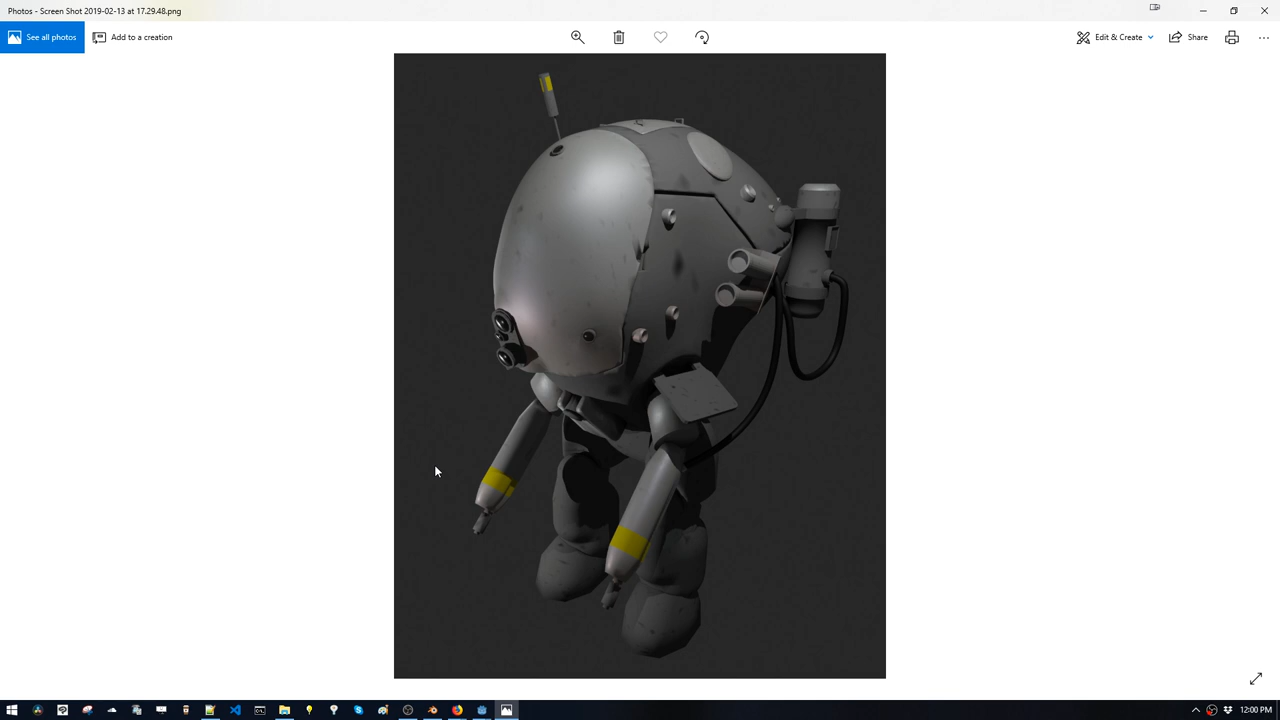 Photos - Screen Shot 2019-02-13 at 17.29.48.png
See all photos
Add to a creation
Edit & Create
Share
12:00 PM